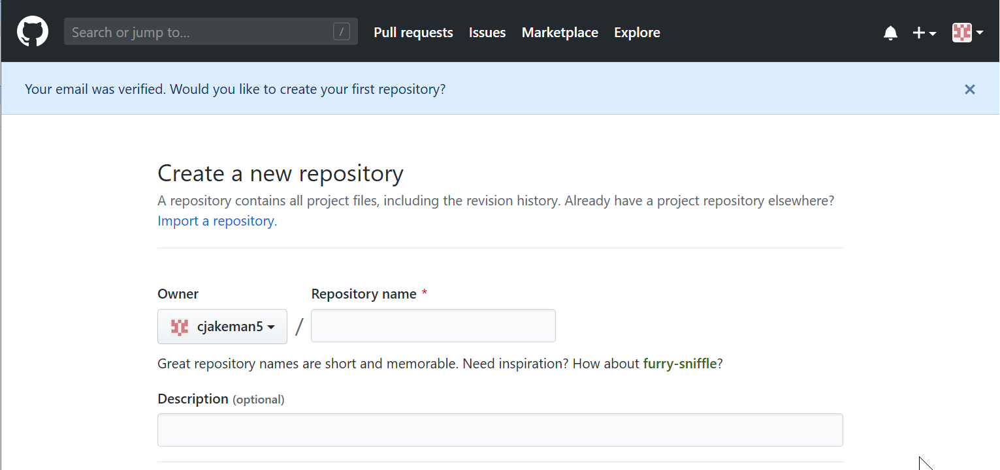 Search or jump to...
/
Pull requests
Issues
Marketplace
Explore
Your email was verified. Would you like to create your first repository?
Create a new repository
A repository contains all project files, including the revision history. Already have a project repository elsewhere?
Import a repository.
Owner
Repository name *
cjakeman5
/
Great repository names are short and memorable. Need inspiration? How about furry-sniffle?
Description (optional)